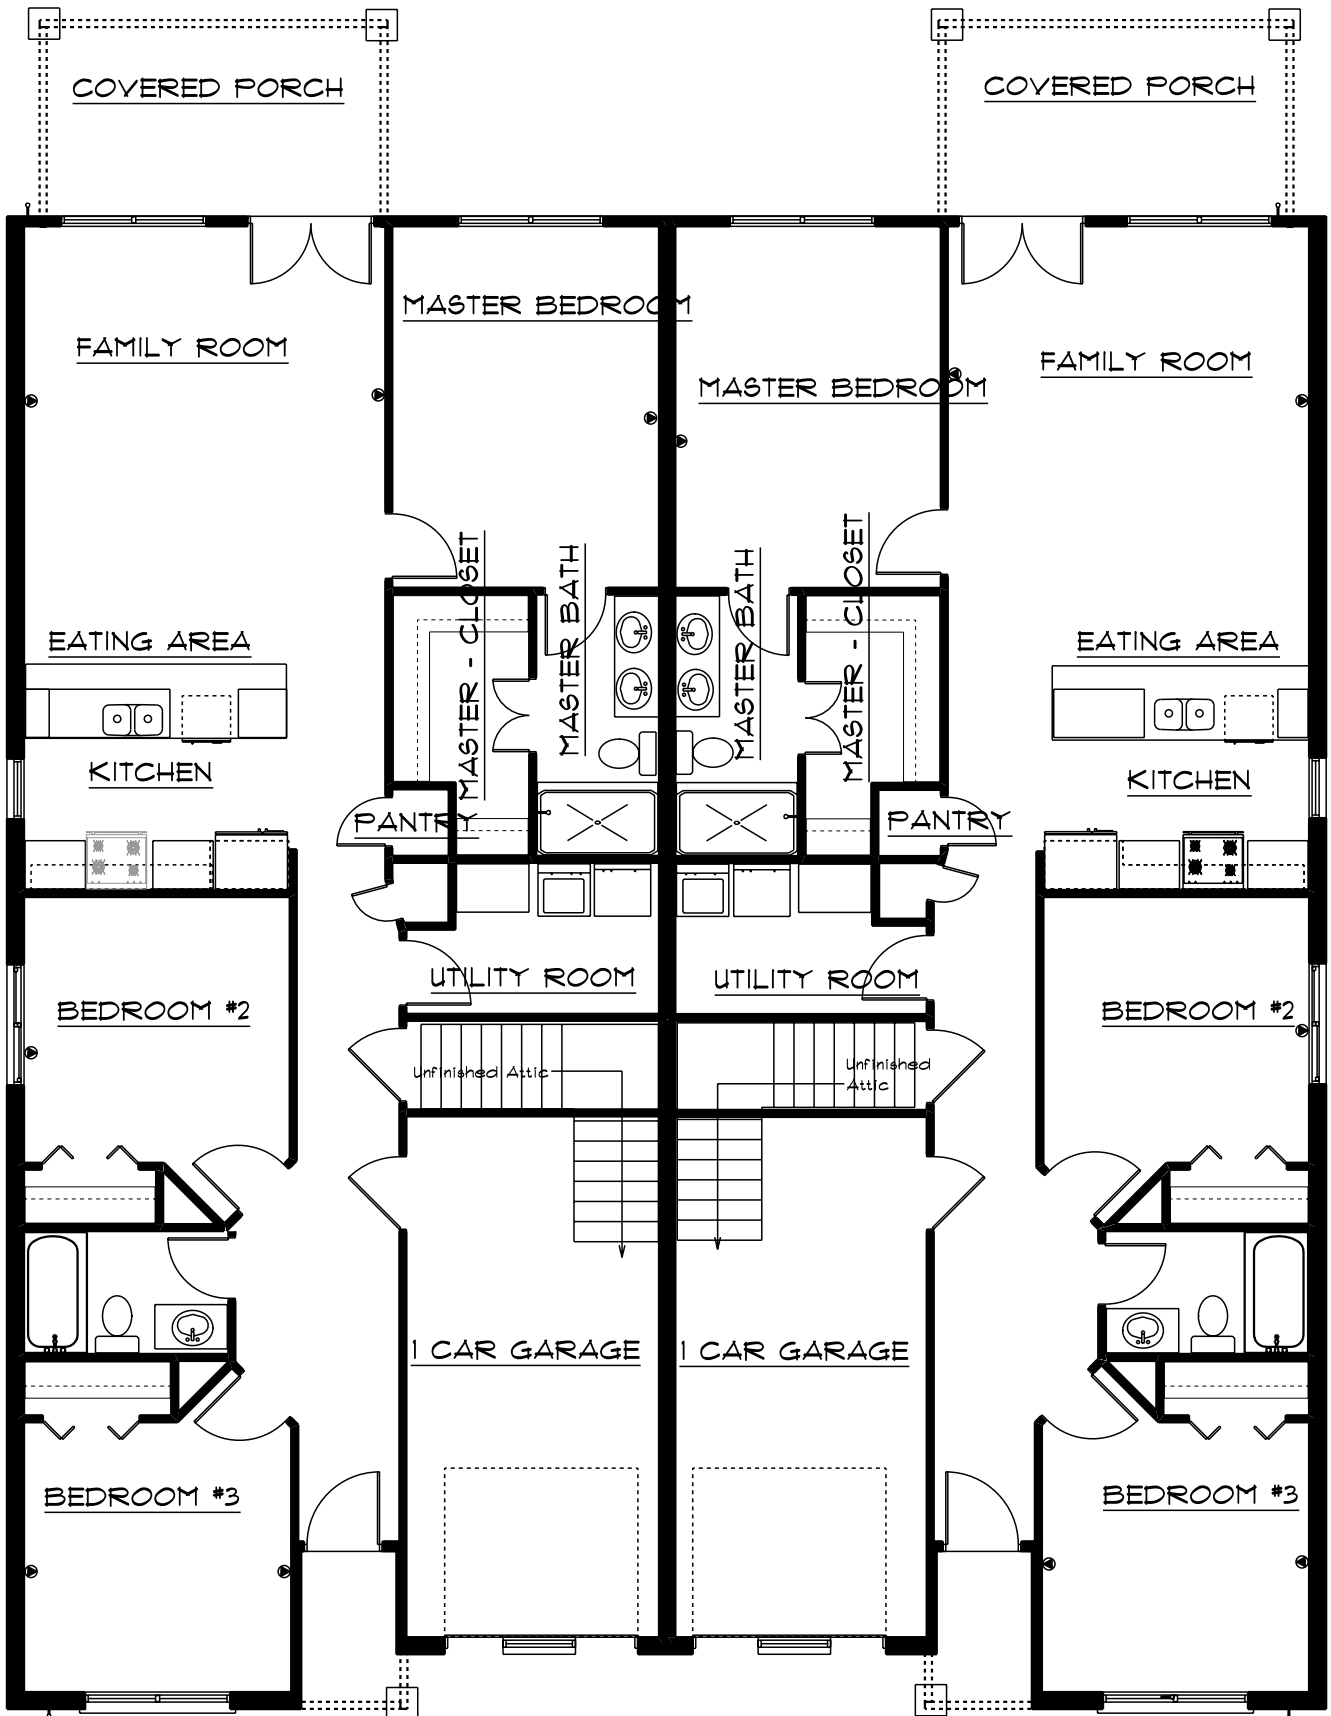 COVERED PORCH
COVERED PORCH
MASTER BEDROOM
FAMILY ROOM
FAMILY ROOM
MASTER BEDROOM
MASTER - CLOSET
MASTER BATH
MASTER BATH
MASTER - CLOSET
EATING AREA
EATING AREA
KITCHEN
KITCHEN
PANTRY
PANTRY
UTILITY ROOM
UTILITY ROOM
BEDROOM #2
BEDROOM #2
Unfinished Attic
Unfinished
Attic
1 CAR GARAGE
1 CAR GARAGE
BEDROOM #3
BEDROOM #3